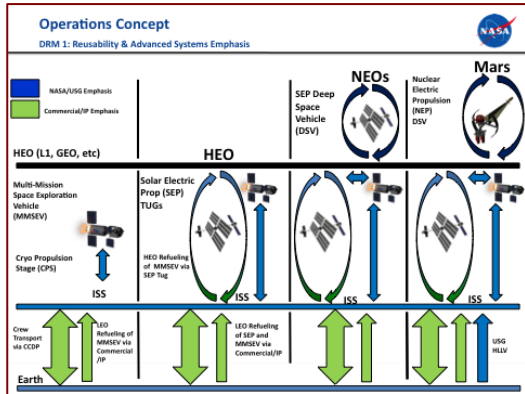 Operations Concept
DRM 1: Reusability & Advanced Systems Emphasis
NASA
NASA/USG Emphasis
Commercial/IP Emphasis
NEOs
Mars
SEP Deep
Space
Vehicle
(DSV)
Nuclear
Electric
Propulsion
(NEP)
DSV
HEO (L1, GEO, etc)
HEO
Multi-Mission
Space Exploration
Vehicle
(MMSEV)
Cryo Propulsion
Stage (CPS)
ISS
Solar Electric
Prop (SEP)
TUGs
HEO Refueling
of MMSEV via
SEP Tug
ISS
ISS
ISS
Crew
Transport
via CCDP
LEO
Refueling of
MMSEV via
Commercial
/IP
LEO Refueling
of SEP and
MMSEV via
Commercial/IP
USG
HLLV
Earth